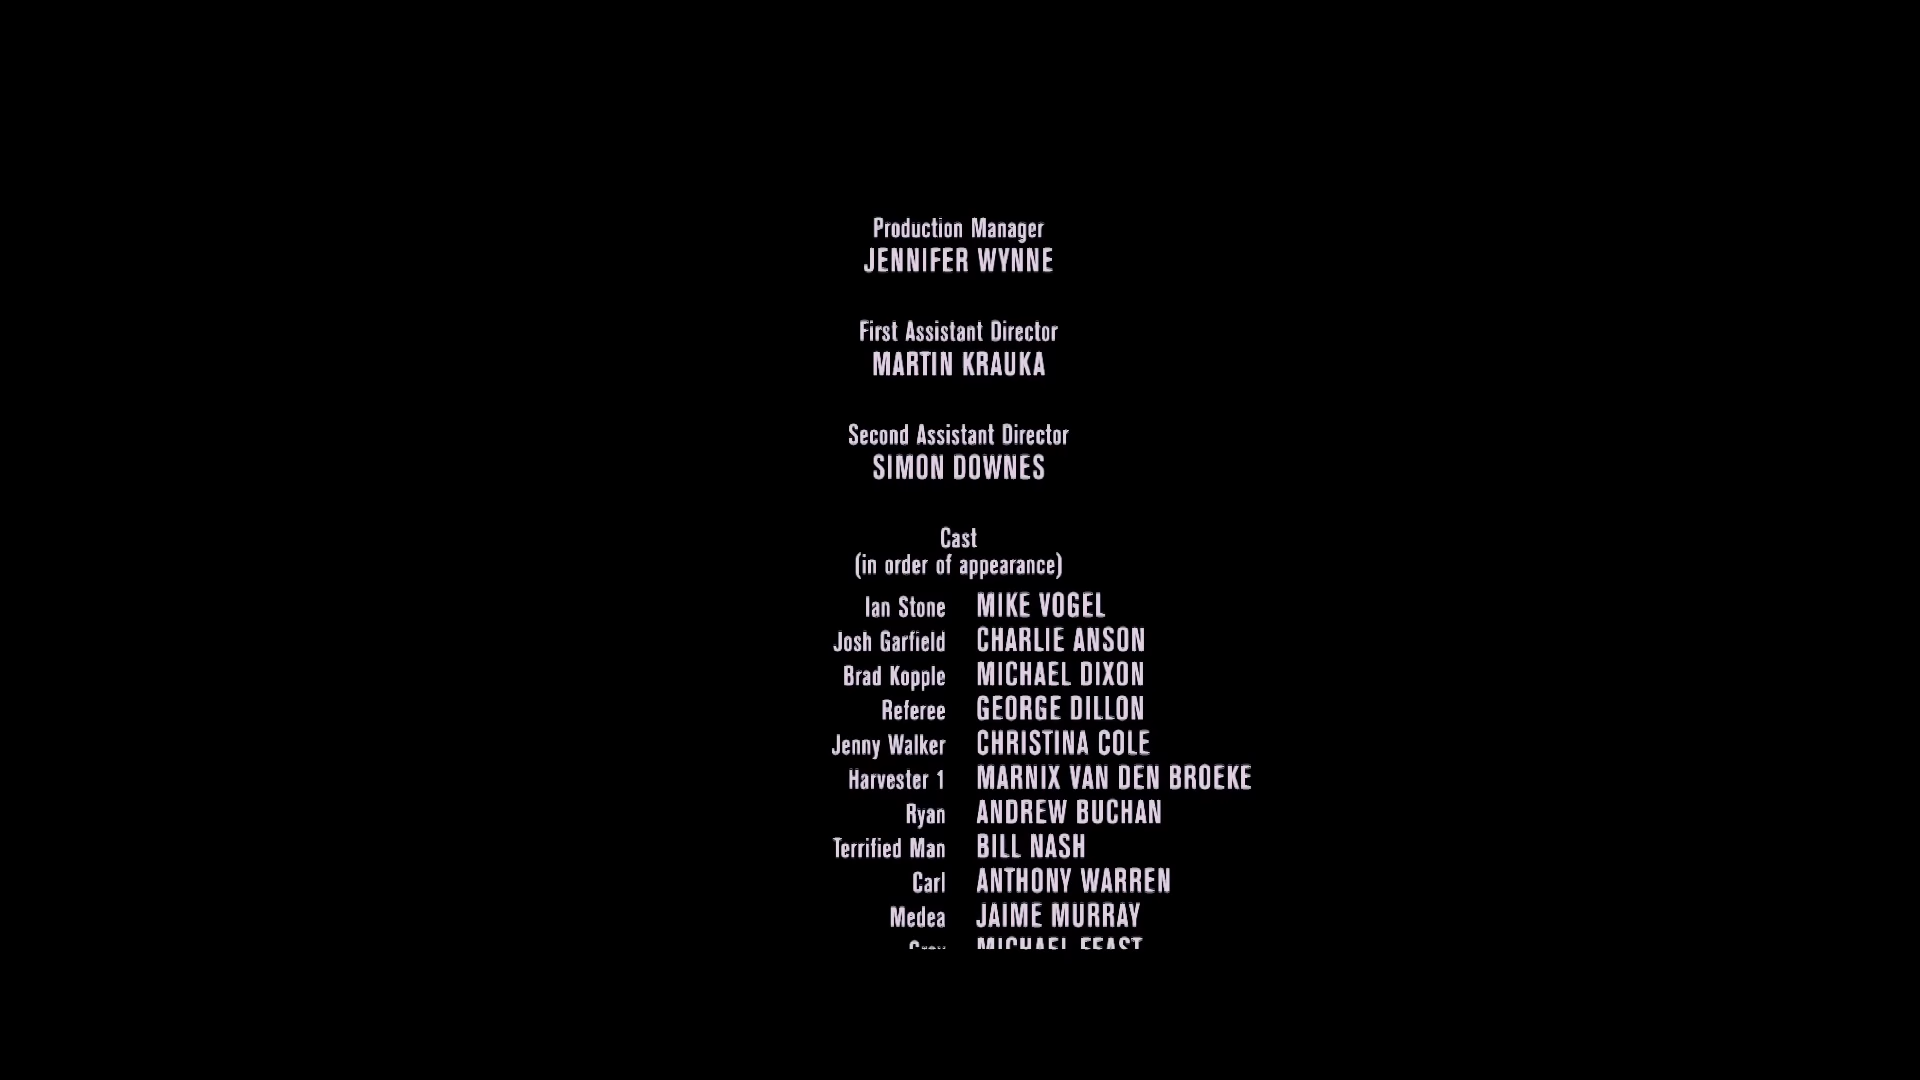 Production Manager
JENNIFER WYNNE
First Assistant Director
MARTIN KRAUKA
Second Assistant Director
SIMON DOWNES
Cast
(in order of appearance)
Ian Stone MIKE VOGEL
Josh Garfield CHARLIE ANSON
Brad Kopple MICHAEL DIXON
Referee GEORGE DILLON
Jenny Walker CHRISTINA COLE
Harvester 1 MARNIX VAN DEN BROEKE
Ryan ANDREW BUCHAN
Terrified Man BILL NASH
Carl ANTHONY WARREN
Medea JAIME MURRAY
MICHAEL FEAST